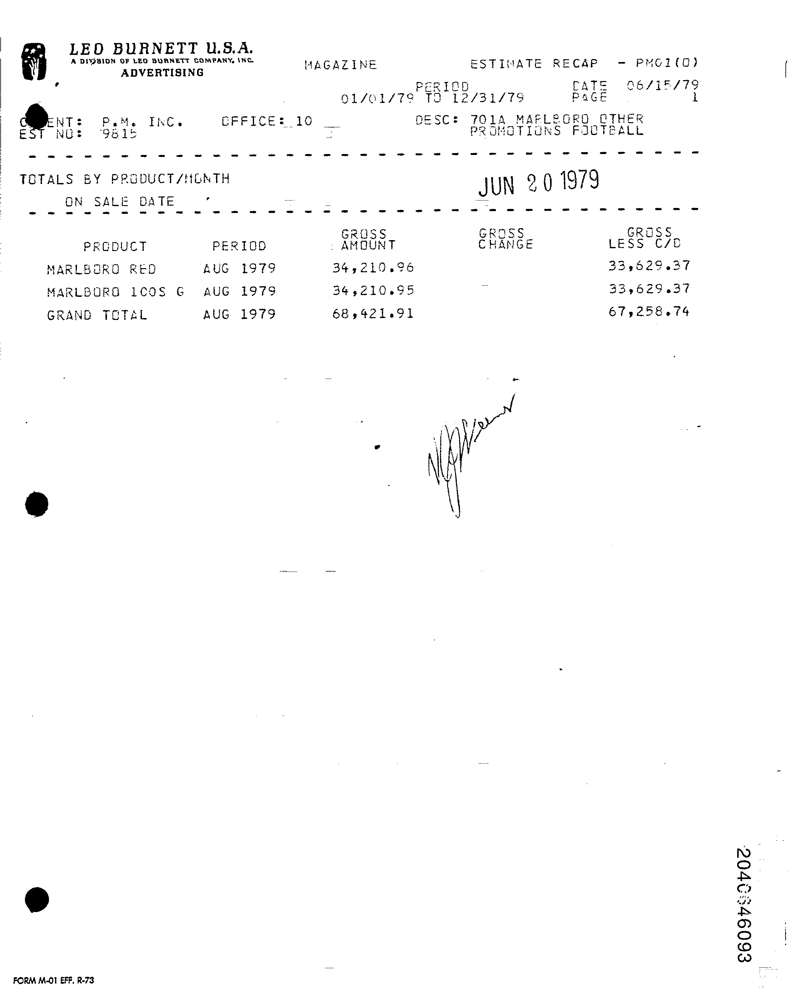 LEO BURNETT U.S.A.
A DIVISION OF LEO BURNETT COMPANY, INC.
ADVERTISING
MAGAZINE ESTIMATE RECAP - PM01(0)
PERIOD DATE 06/15/79
01/01/79 TO 12/31/79 PAGE 1
ENT: P.M. INC. OFFICE: 10 DESC: 701A MARLBORO OTHER
EST NO: 9815 PROMOTIONS FOOTBALL
TOTALS BY PRODUCT/MONTH
JUN 20 1979
ON SALE DATE
GROSS GROSS GROSS
PRODUCT PERIOD AMOUNT CHANGE LESS C/D
MARLBORO RED AUG 1979 34,210.96 33,629.37
MARLBORO 100S G AUG 1979 34,210.95 33,629.37
GRAND TOTAL AUG 1979 68,421.91 67,258.74
FORM M-01 EFF. R-73